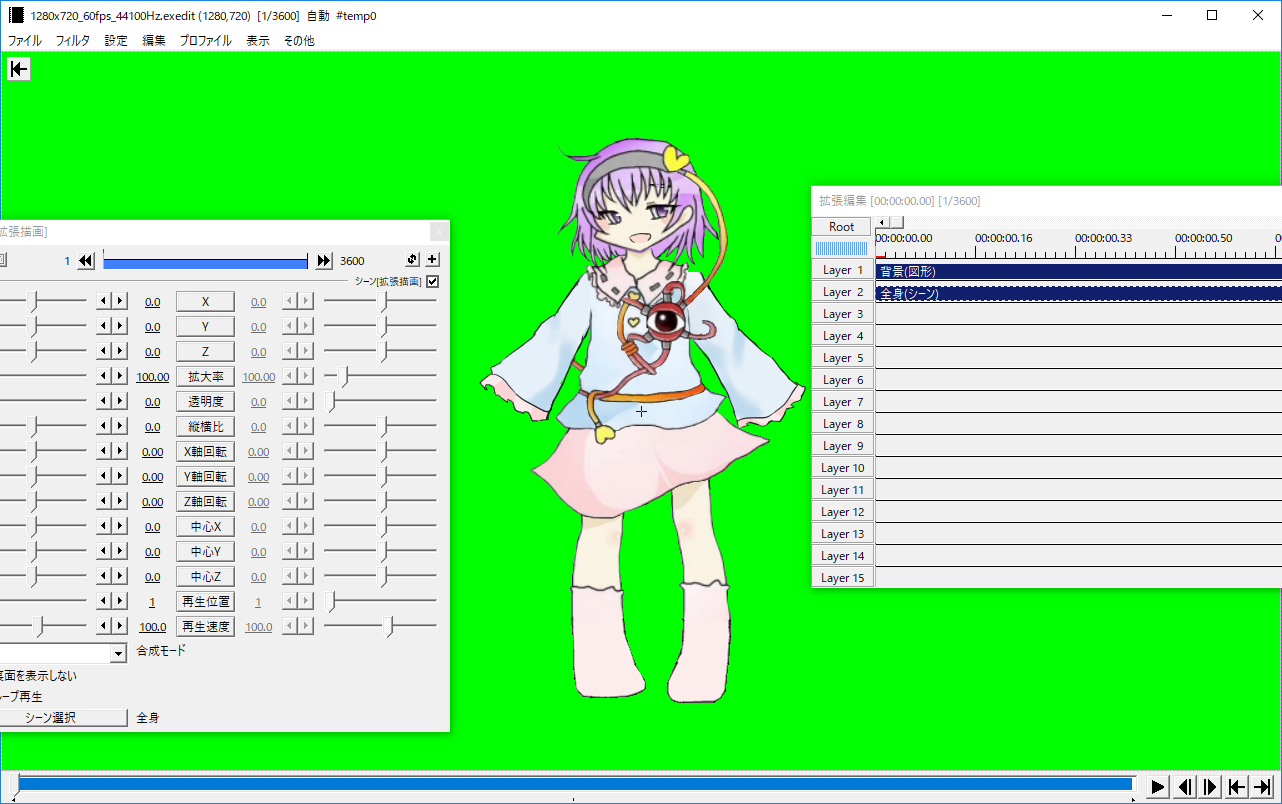 1280x720_60fps_44100Hz.exedit (1280,720) [1/3600] 自動 #temp0
ファイル フィルタ 設定 編集 プロファイル 表示 その他
拡張描画]
1 3600
シーン[拡張描画]
0.0 X 0.0
0.0 Y 0.0
0.0 Z 0.0
100.00 拡大率 100.00
0.0 透明度 0.0
0.0 縦横比 0.0
0.00 X軸回転 0.00
0.00 Y軸回転 0.00
0.00 Z軸回転 0.00
0.0 中心X 0.0
0.0 中心Y 0.0
0.0 中心Z 0.0
1 再生位置 1
100.0 再生速度 100.0
合成モード
面を表示しない
ープ再生
シーン選択 全身
拡張編集 [00:00:00.00] [1/3600]
Root
00:00:00.00 00:00:00.16 00:00:00.33 00:00:00.50 0
Layer 1 背景(図形)
Layer 2 全身(シーン)
Layer 3
Layer 4
Layer 5
Layer 6
Layer 7
Layer 8
Layer 9
Layer 10
Layer 11
Layer 12
Layer 13
Layer 14
Layer 15